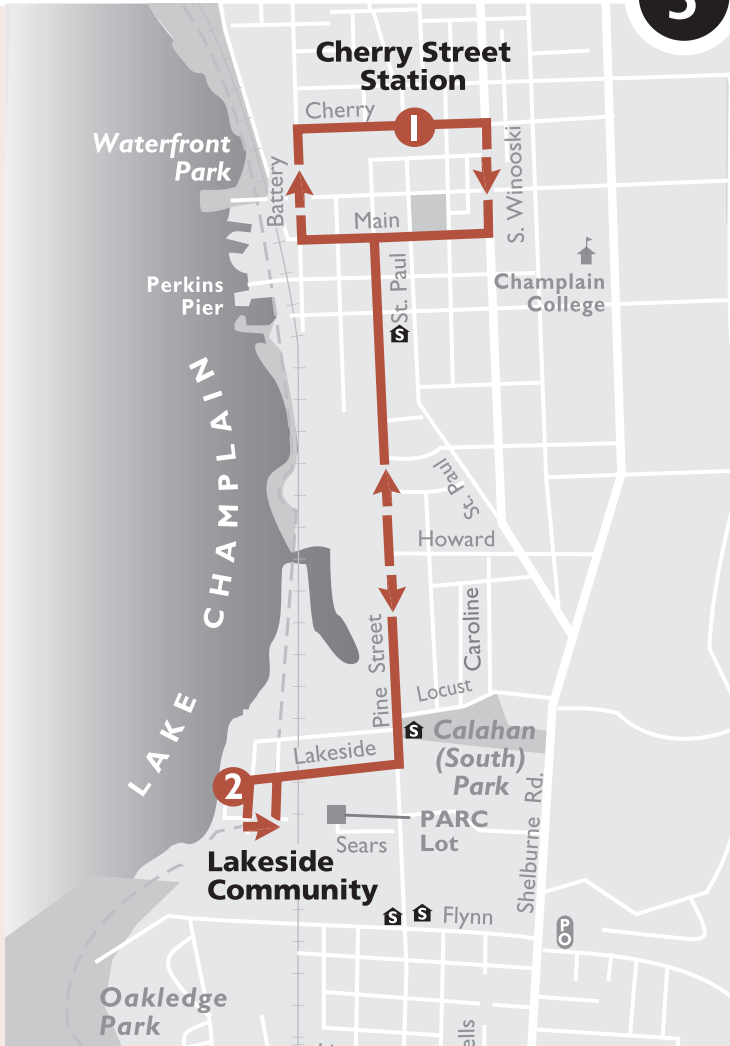 Cherry Street
Station
Cherry
1
Waterfront
Park
Battery
S. Winooski
Main
St. Paul
Perkins
Pier
Champlain
College
S
LAKE CHAMPLAIN
St. Paul
Howard
Pine Street
Caroline
Locust
S
Calahan
(South)
Park
Lakeside
2
Shelburne Rd.
PARC
Lot
Sears
Lakeside
Community
S
S
Flynn
PO
Oakledge
Park